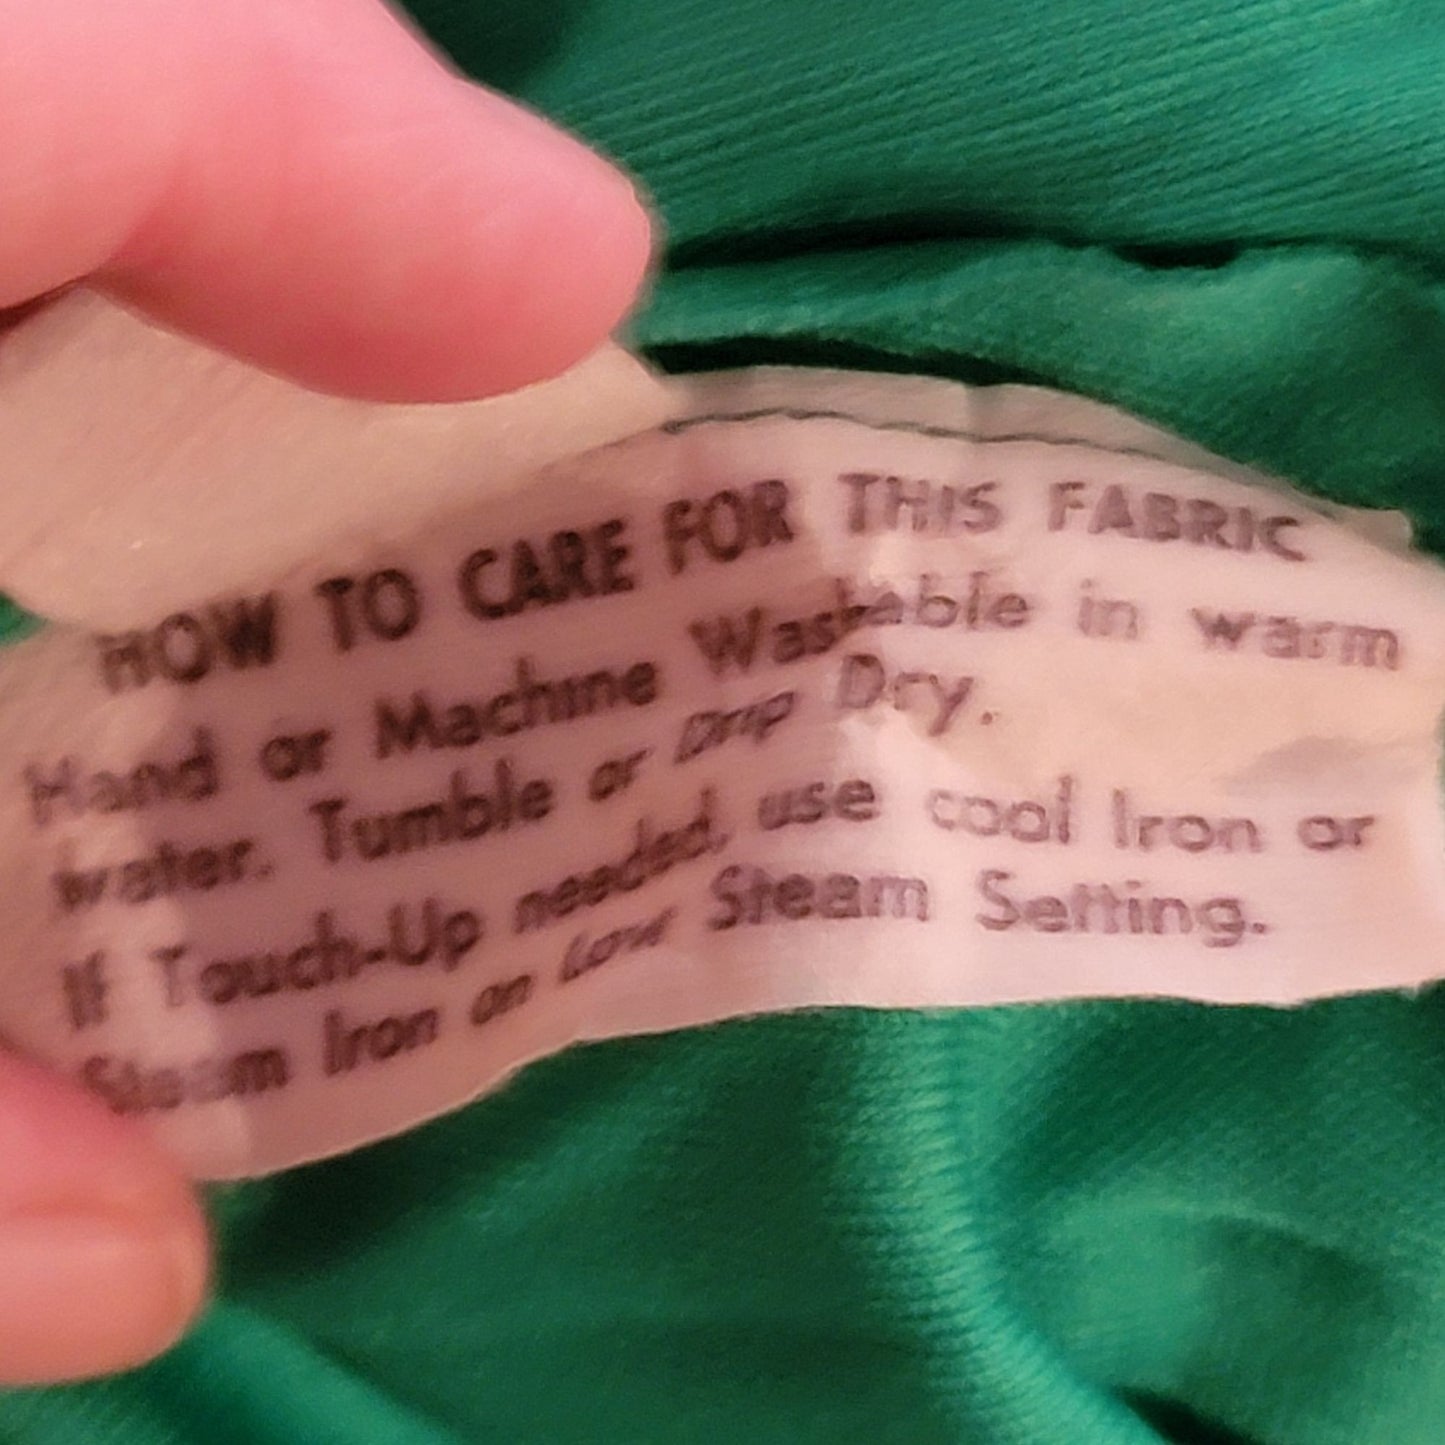 HOW TO CARE FOR THIS FABRIC
Hand or Machine Washable in warm
water. Tumble or Drip Dry.
If Touch-Up needed, use cool Iron or
Steam Iron on Low Steam Setting.